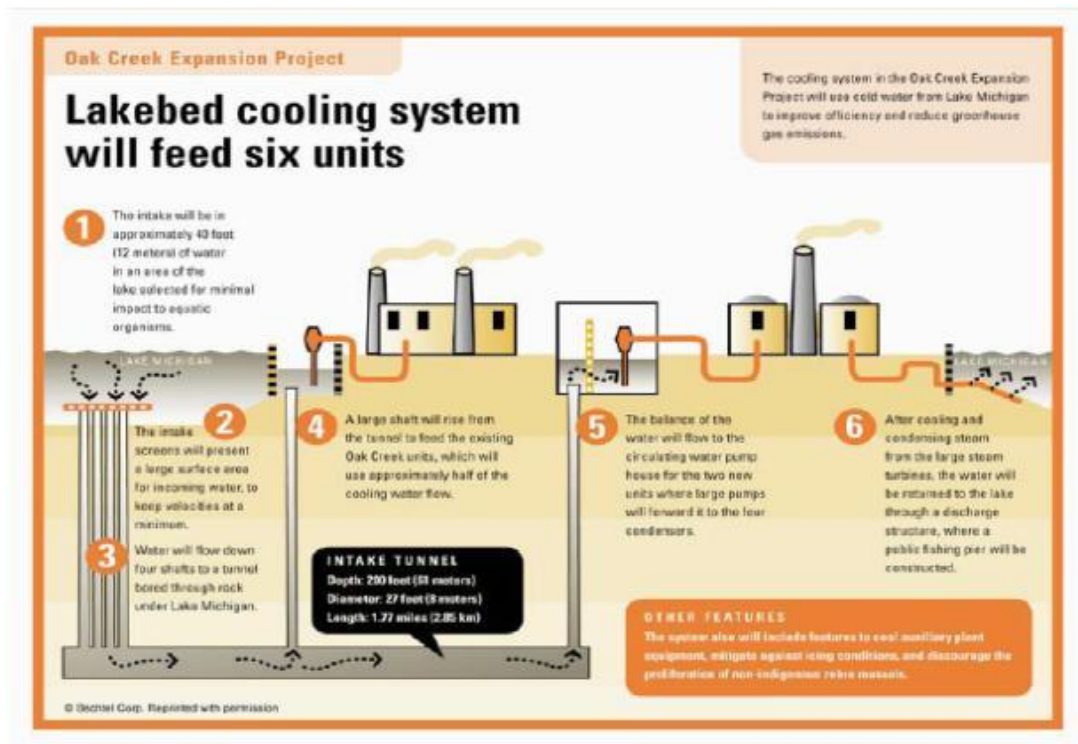 Oak Creek Expansion Project
Lakebed cooling system
will feed six units
The cooling system in the Oak Creek Expansion
Project will use cold water from Lake Michigan
to improve efficiency and reduce greenhouse
gas emissions.
1
The intake will be in
approximately 40 feet
(12 meters) of water
in an area of the
lake selected for minimal
impact to aquatic
organisms.
LAKE MICHIGAN
LAKE MICHIGAN
2
The intake
screens will present
a large surface area
for incoming water, to
keep velocities at a
minimum.
3
Water will flow down
four shafts to a tunnel
bored through rock
under Lake Michigan.
4
A large shaft will rise from
the tunnel to feed the existing
Oak Creek units, which will
use approximately half of the
cooling water flow.
5
The balance of the
water will flow to the
circulating water pump
house for the two new
units where large pumps
will forward it to the four
condensers.
6
After cooling and
condensing steam
from the large steam
turbines, the water will
be returned to the lake
through a discharge
structure, where a
public fishing pier will be
constructed.
INTAKE TUNNEL
Depth: 200 feet (61 meters)
Diameter: 27 feet (8 meters)
Length: 1.77 miles (2.85 km)
OTHER FEATURES
The system also will include features to cool auxiliary plant
equipment, mitigate against icing conditions, and discourage the
proliferation of non-indigenous zebra mussels.
© Bechtel Corp. Reprinted with permission